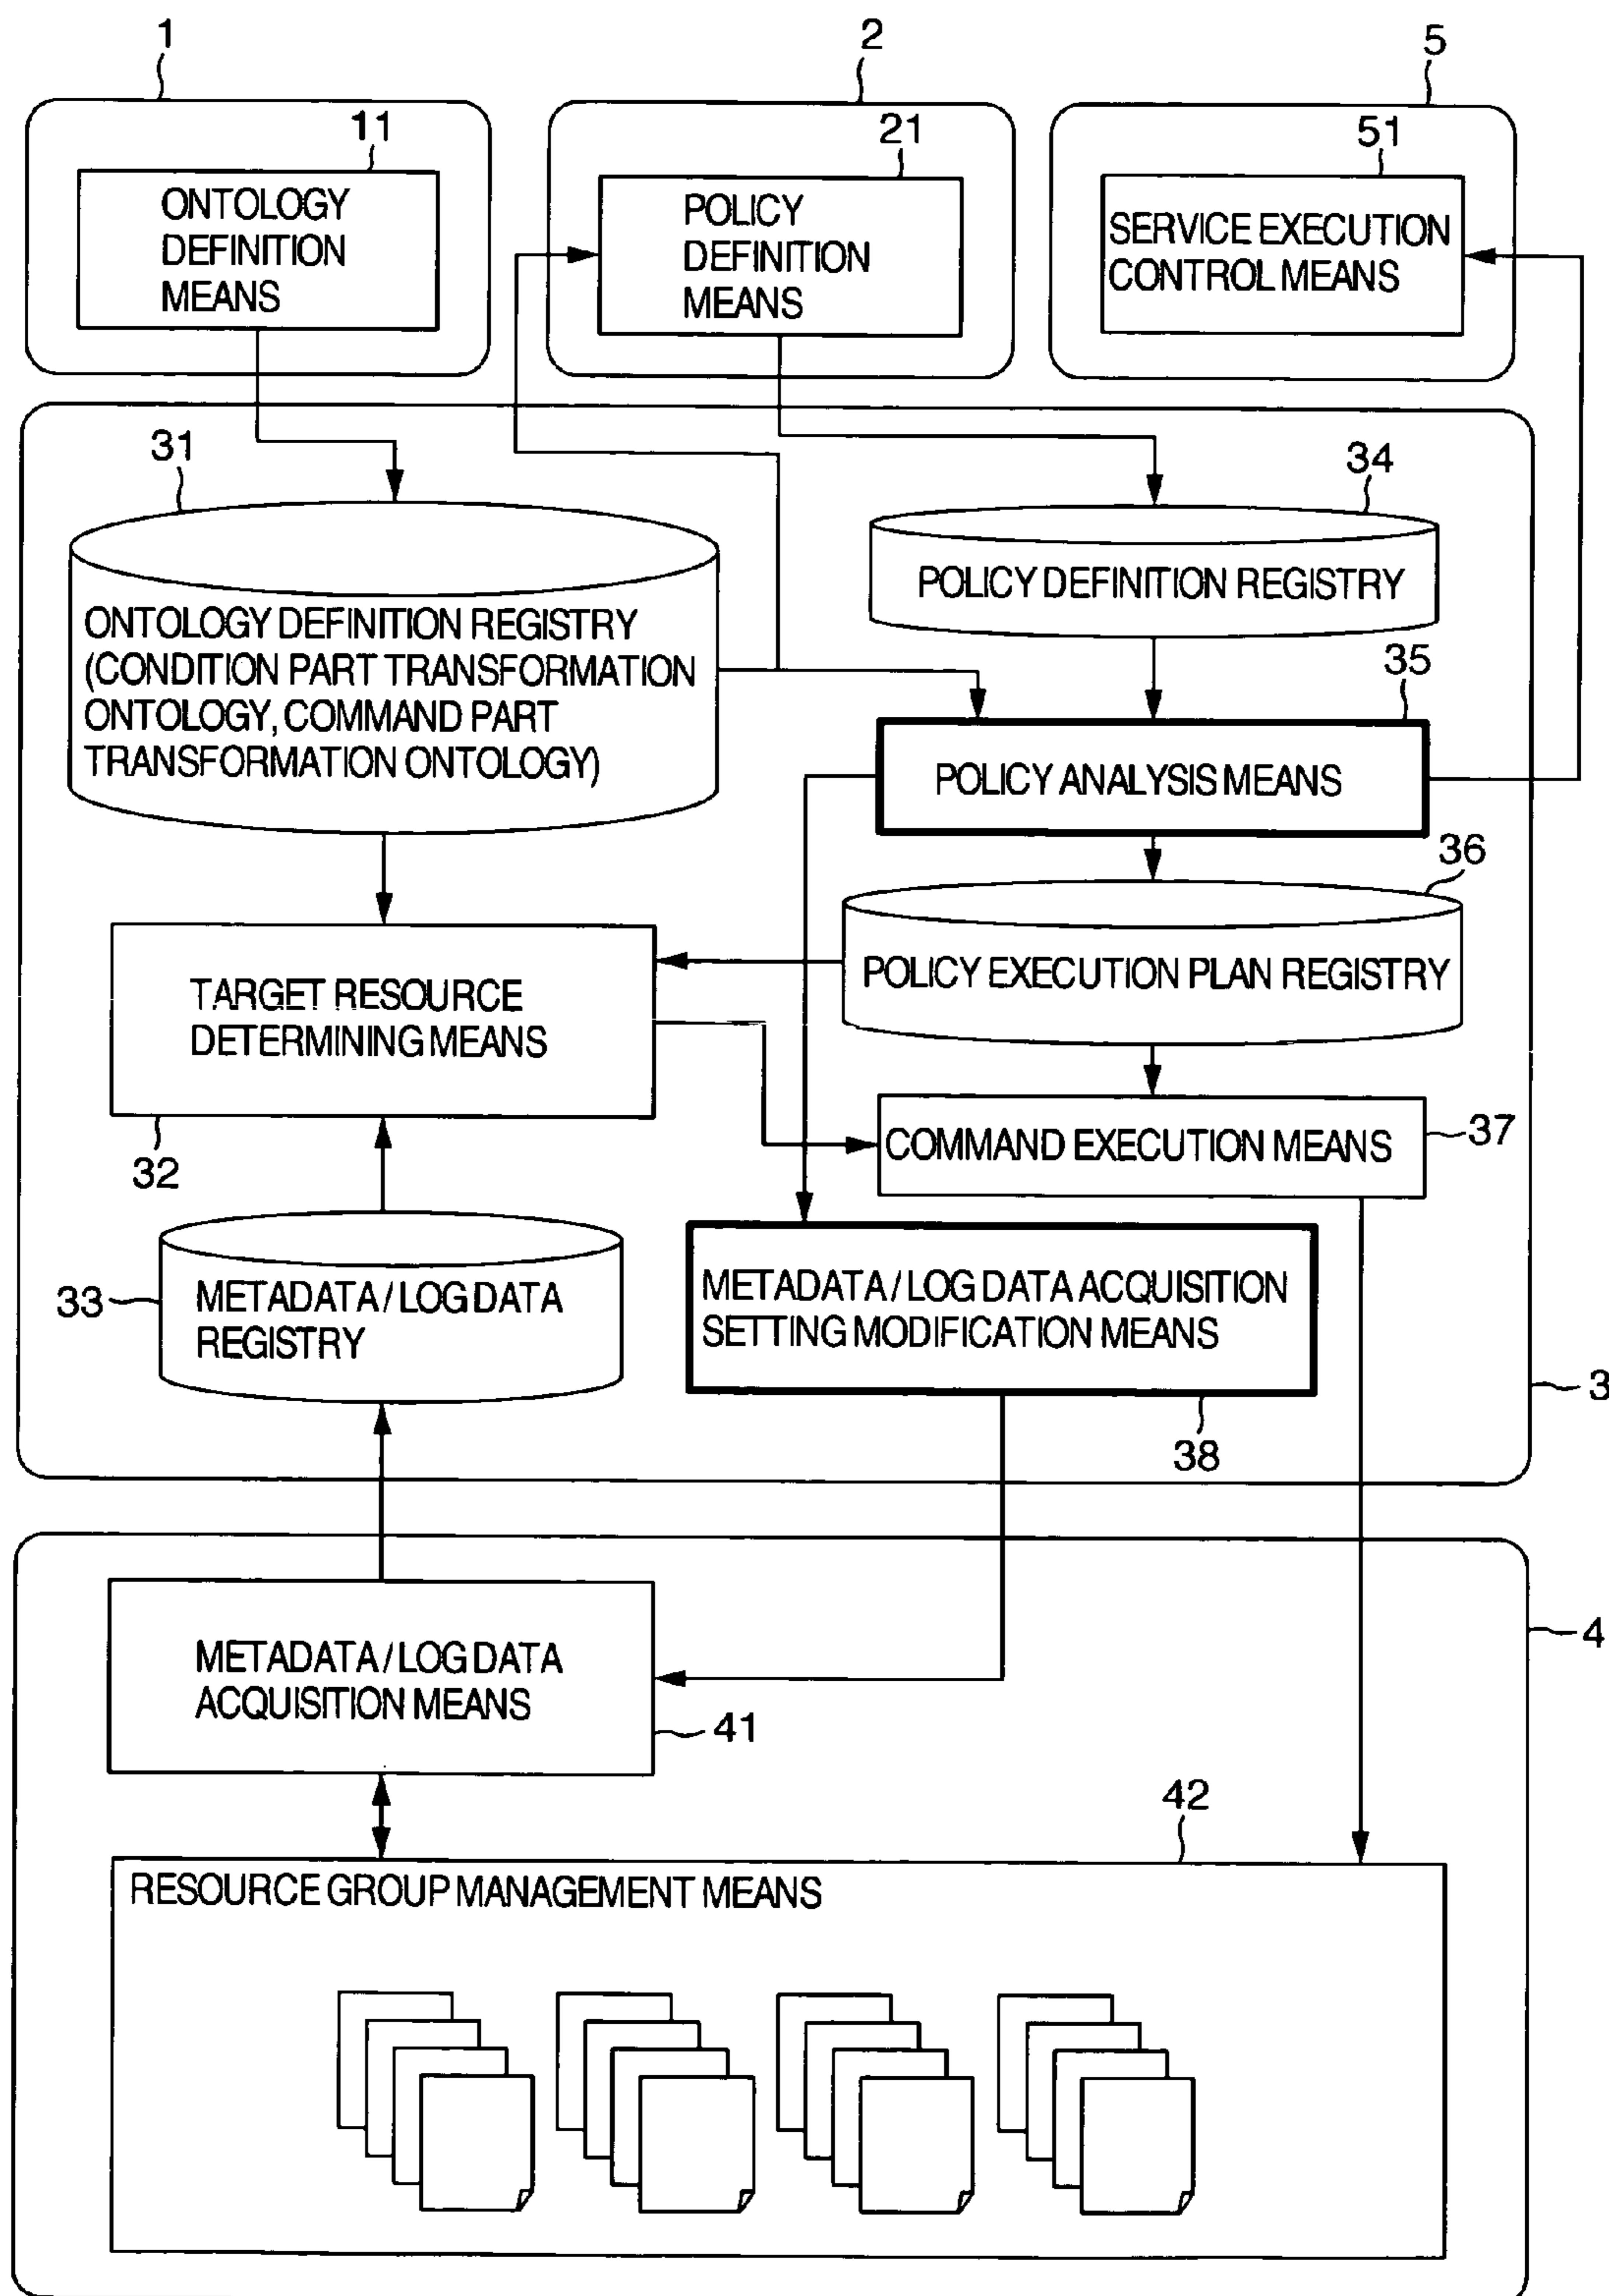 1
2
5
11
21
51
ONTOLOGY
DEFINITION
MEANS
POLICY
DEFINITION
MEANS
SERVICE EXECUTION
CONTROL MEANS
31
34
ONTOLOGY DEFINITION REGISTRY
(CONDITION PART TRANSFORMATION
ONTOLOGY, COMMAND PART
TRANSFORMATION ONTOLOGY)
POLICY DEFINITION REGISTRY
35
POLICY ANALYSIS MEANS
36
POLICY EXECUTION PLAN REGISTRY
TARGET RESOURCE
DETERMINING MEANS
32
COMMAND EXECUTION MEANS
37
33
METADATA/LOG DATA
REGISTRY
METADATA/LOG DATA ACQUISITION
SETTING MODIFICATION MEANS
38
3
METADATA/LOG DATA
ACQUISITION MEANS
41
4
42
RESOURCE GROUP MANAGEMENT MEANS